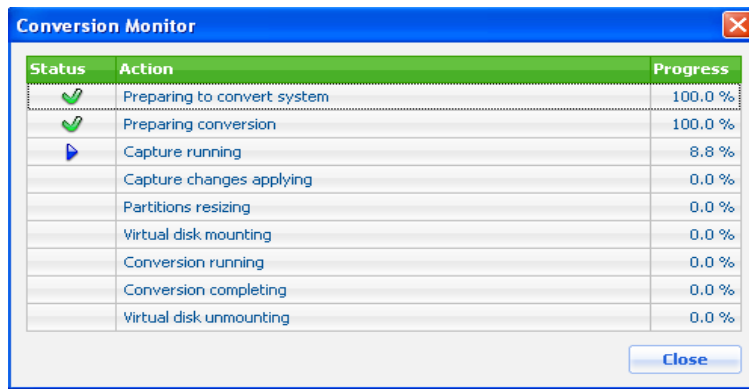 Conversion Monitor
Status Action Progress
Preparing to convert system 100.0 %
Preparing conversion 100.0 %
Capture running 8.8 %
Capture changes applying 0.0 %
Partitions resizing 0.0 %
Virtual disk mounting 0.0 %
Conversion running 0.0 %
Conversion completing 0.0 %
Virtual disk unmounting 0.0 %
Close